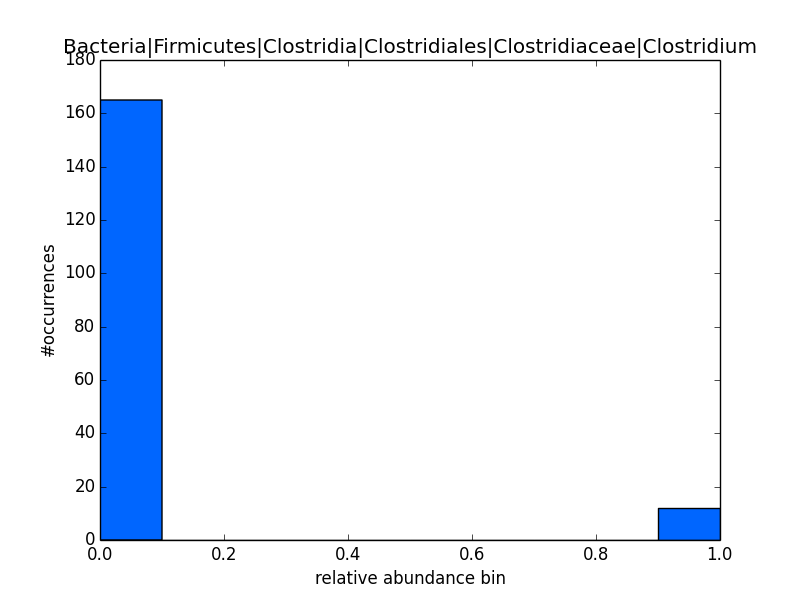 Bacteria|Firmicutes|Clostridia|Clostridiales|Clostridiaceae|Clostridium
180
160
140
120
100
80
60
40
20
0
#occurrences
0.0 0.2 0.4 0.6 0.8 1.0
relative abundance bin